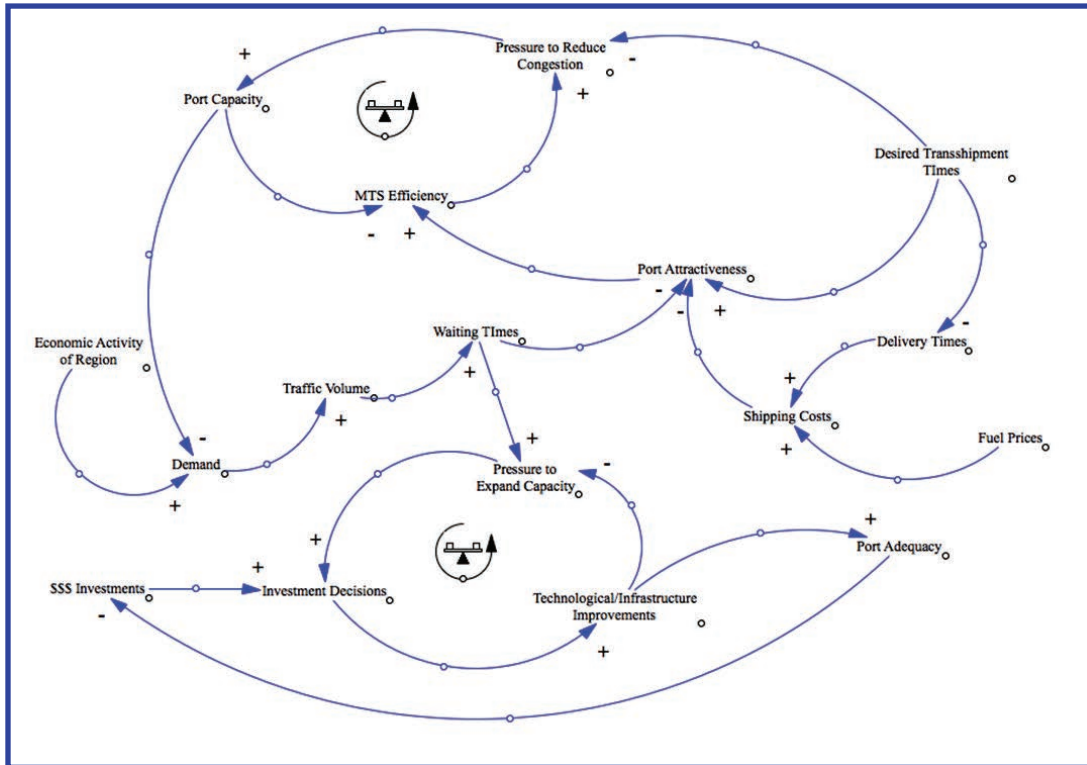 Pressure to Reduce
Congestion
+
-
Port Capacity
+
Desired Transshipment
TImes
MTS Efficiency
-
+
Port Attractiveness
-
-
+
Waiting TImes
+
Economic Activity
of Region
Delivery Times
-
Traffic Volume
+
+
Shipping Costs
+
Fuel Prices
-
Demand
+
+
Pressure to
Expand Capacity
-
+
Port Adequacy
+
+
$$$ Investments
-
Investment Decisions
Technological/Infrastructure
Improvements
+